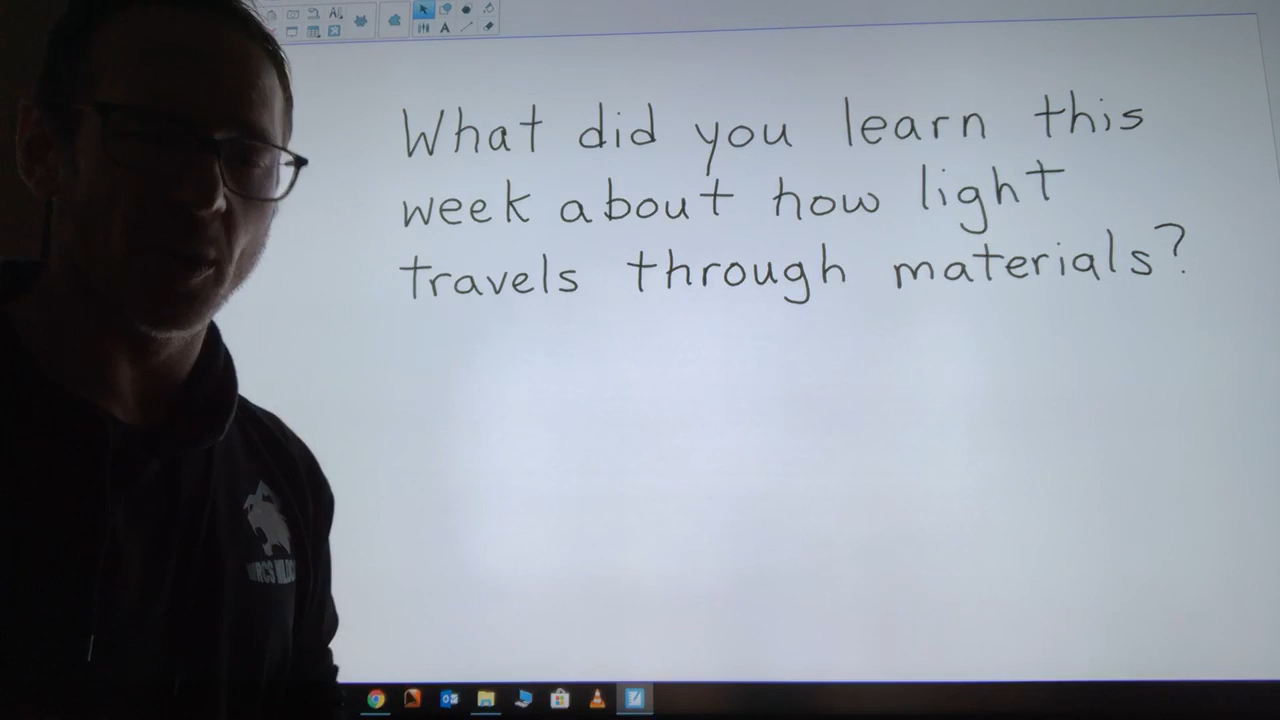 What did you learn this
week about how light
travels through materials?